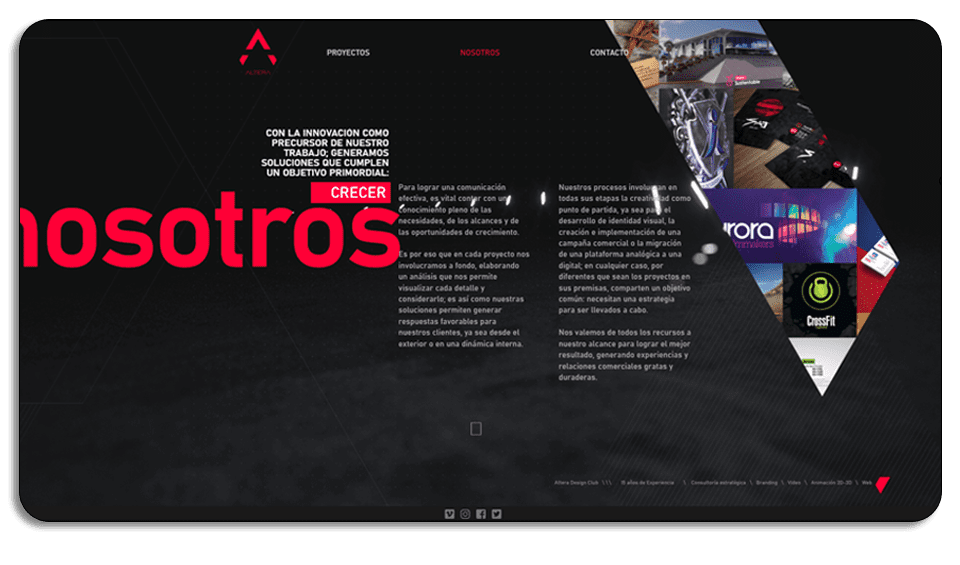 ALTERA
PROYECTOS
NOSOTROS
CONTACTO
CON LA INNOVACION COMO
PRECURSOR DE NUESTRO
TRABAJO; GENERAMOS
SOLUCIONES QUE CUMPLEN
UN OBJETIVO PRIMORDIAL:
CRECER
nosotros
Para lograr una comunicación
efectiva, es vital contar con un
conocimiento pleno de las
necesidades, de los alcances y de
las oportunidades de crecimiento.
Es por eso que en cada proyecto nos
involucramos a fondo, elaborando
un análisis que nos permite
visualizar cada detalle y
considerarlo; es así como nuestras
soluciones permiten generar
respuestas favorables para
nuestros clientes, ya sea desde el
exterior o en una dinámica interna.
Nuestros procesos involucran en
todas sus etapas la creatividad como
punto de partida, ya sea para el
desarrollo de identidad visual, la
creación e implementación de una
campaña comercial o la migración
de una plataforma analógica a una
digital; en cualquier caso, por
diferentes que sean los proyectos en
sus premisas, comparten un objetivo
común: necesitan una estrategia
para ser llevados a cabo.
Nos valemos de todos los recursos a
nuestro alcance para lograr el mejor
resultado, generando experiencias y
relaciones comerciales gratas y
duraderas.
Sustentable
urora
mmakers
CrossFit
Altera Design Club \\\ 15 años de Experiencia \ Consultoría estratégica \ Branding \ Video \ Animación 2D-3D \ Web